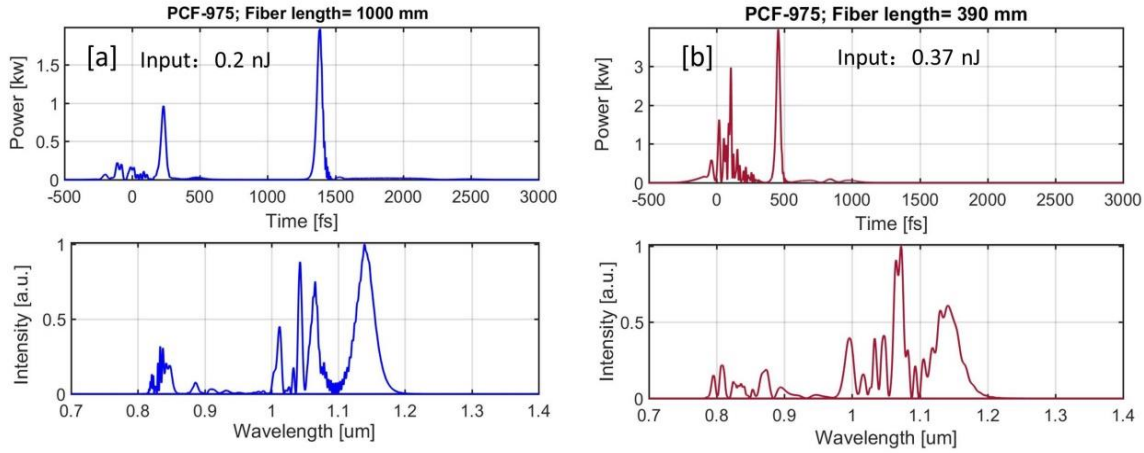 PCF-975; Fiber length= 1000 mm
[a] Input：0.2 nJ
Power [kw]
1.5
1
0.5
0
-500 0 500 1000 1500 2000 2500 3000
Time [fs]
Intensity [a.u.]
1
0.5
0
0.7 0.8 0.9 1 1.1 1.2 1.3 1.4
Wavelength [um]
PCF-975; Fiber length= 390 mm
[b] Input：0.37 nJ
Power [kw]
3
2
1
0
-500 0 500 1000 1500 2000 2500 3000
Time [fs]
Intensity [a.u.]
1
0.5
0
0.7 0.8 0.9 1 1.1 1.2 1.3 1.4
Wavelength [um]